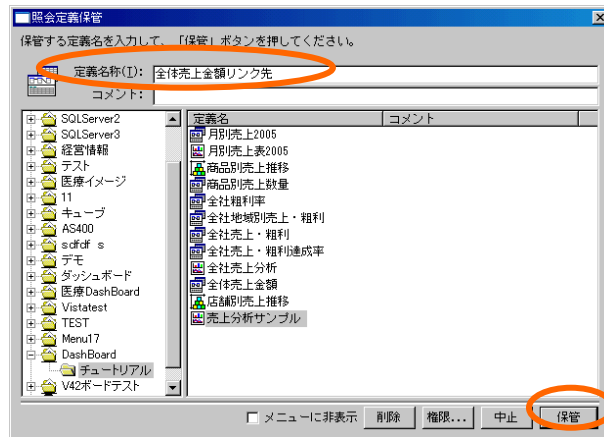 照会定義保管
保管する定義名を入力して、「保管」ボタンを押してください。
定義名称(I): 全体売上金額リンク先
コメント:
定義名 コメント
SQLServer2
SQLServer3
経営情報
テスト
医療イメージ
11
キューブ
AS400
sdfdf s
デモ
ダッシュボード
医療DashBoard
Vistatest
TEST
Menu17
DashBoard
チュートリアル
V42ボードテスト
月別売上2005
月別売上表2005
商品別売上推移
商品別売上数量
全社粗利率
全社地域別売上・粗利
全社売上・粗利
全社売上・粗利達成率
全社売上分析
全体売上金額
店舗別売上推移
売上分析サンプル
メニューに非表示 削除 権限... 中止 保管